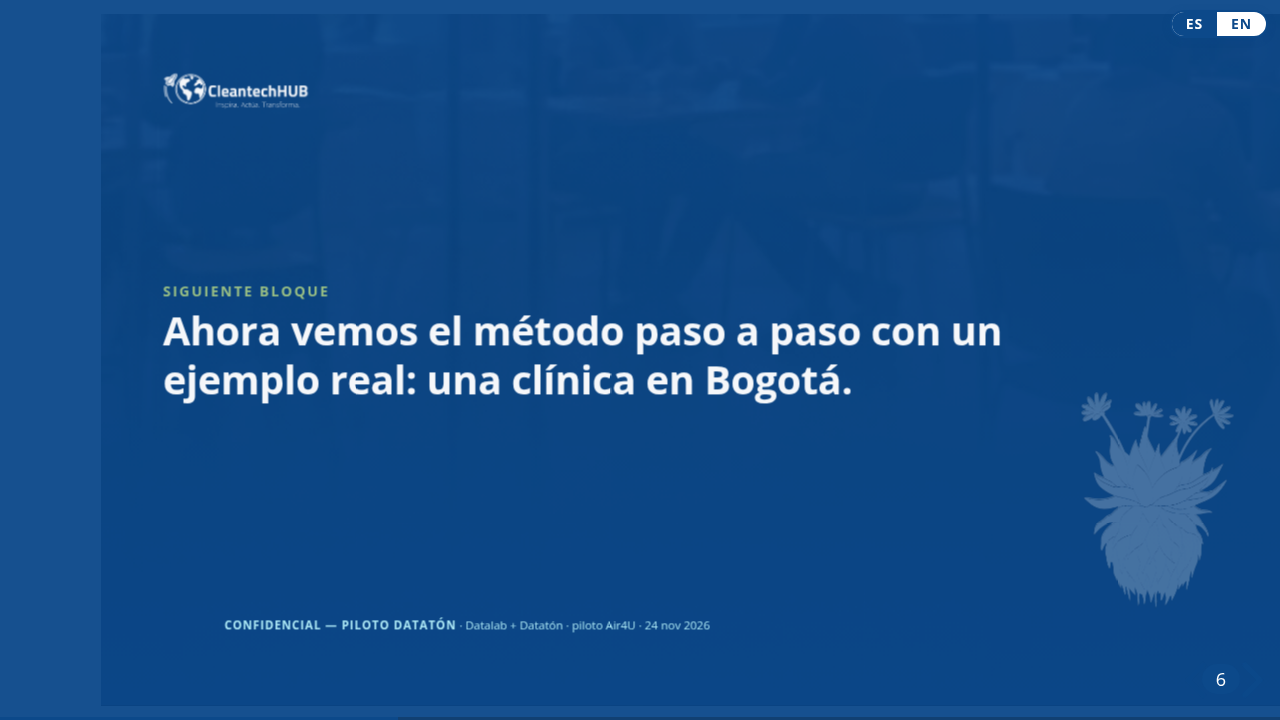 ES EN
CleantechHUB
Inspira. Actúa. Transforma.
SIGUIENTE BLOQUE
Ahora vemos el método paso a paso con un
ejemplo real: una clínica en Bogotá.
CONFIDENCIAL — PILOTO DATATÓN · Datalab + Datatón · piloto Air4U · 24 nov 2026
6